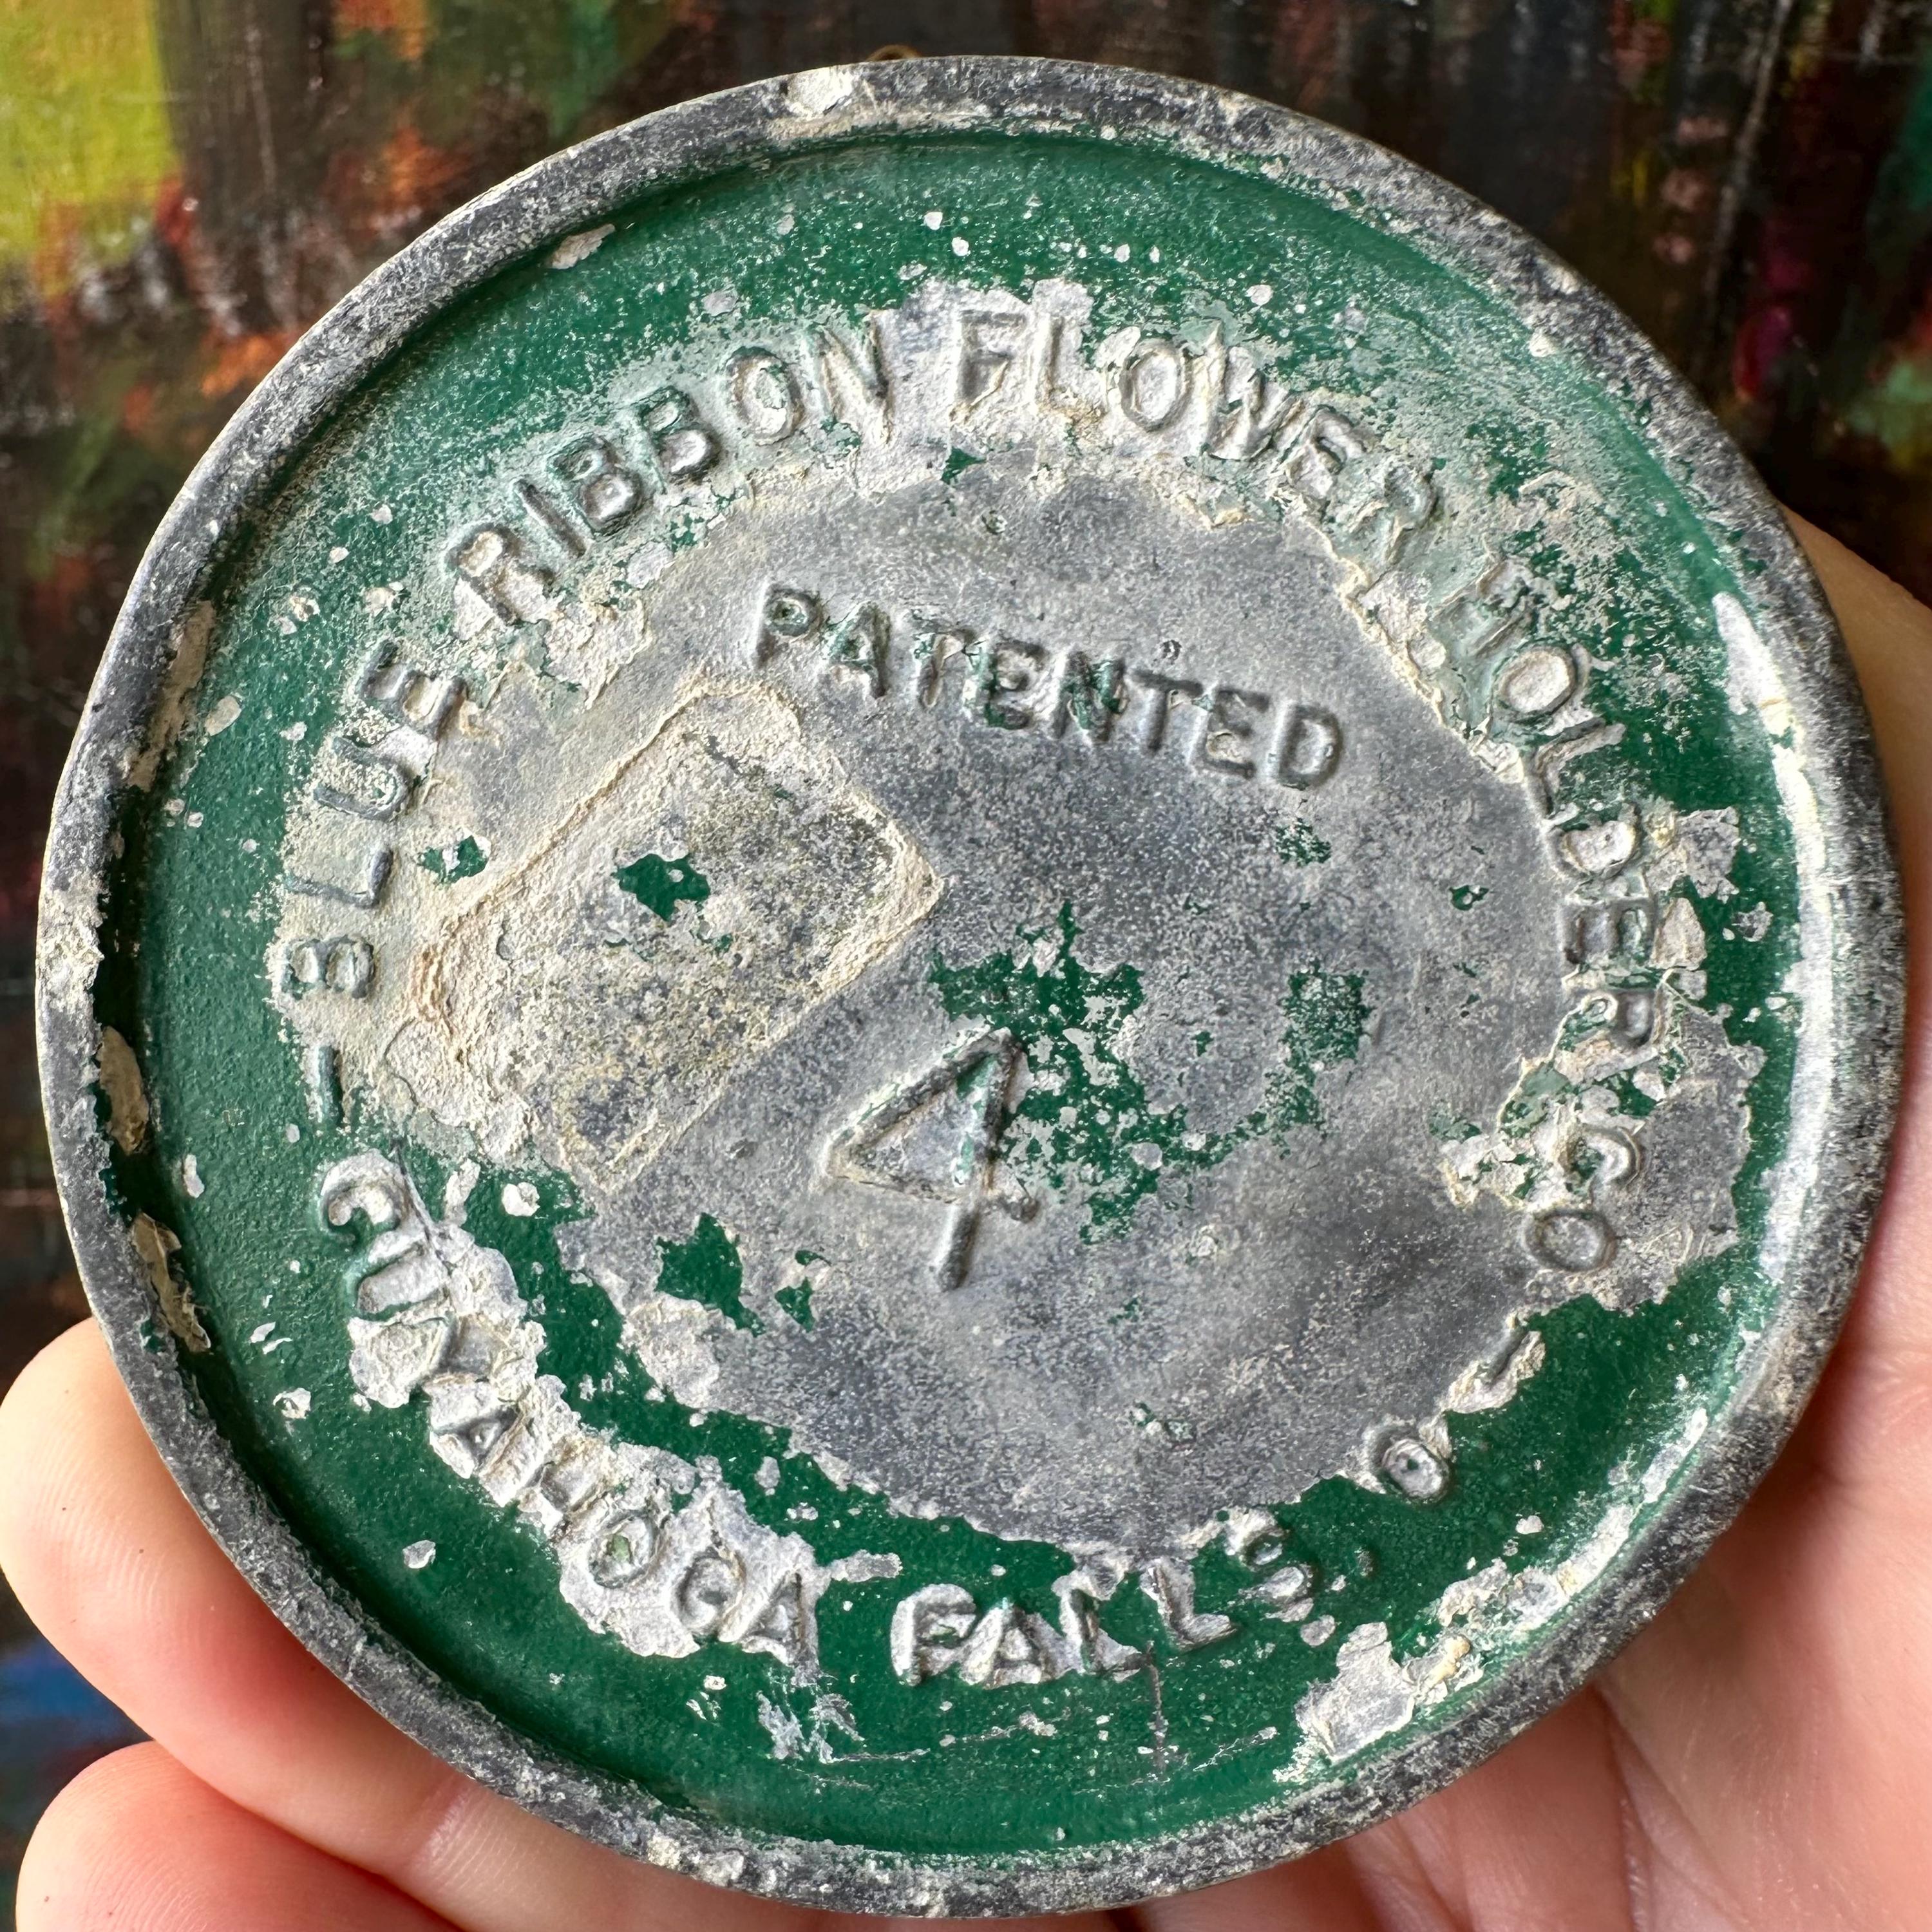 BLUE RIBBON FLOWER HOLDER CO
PATENTED
4
— CUYAHOGA FALLS, O —